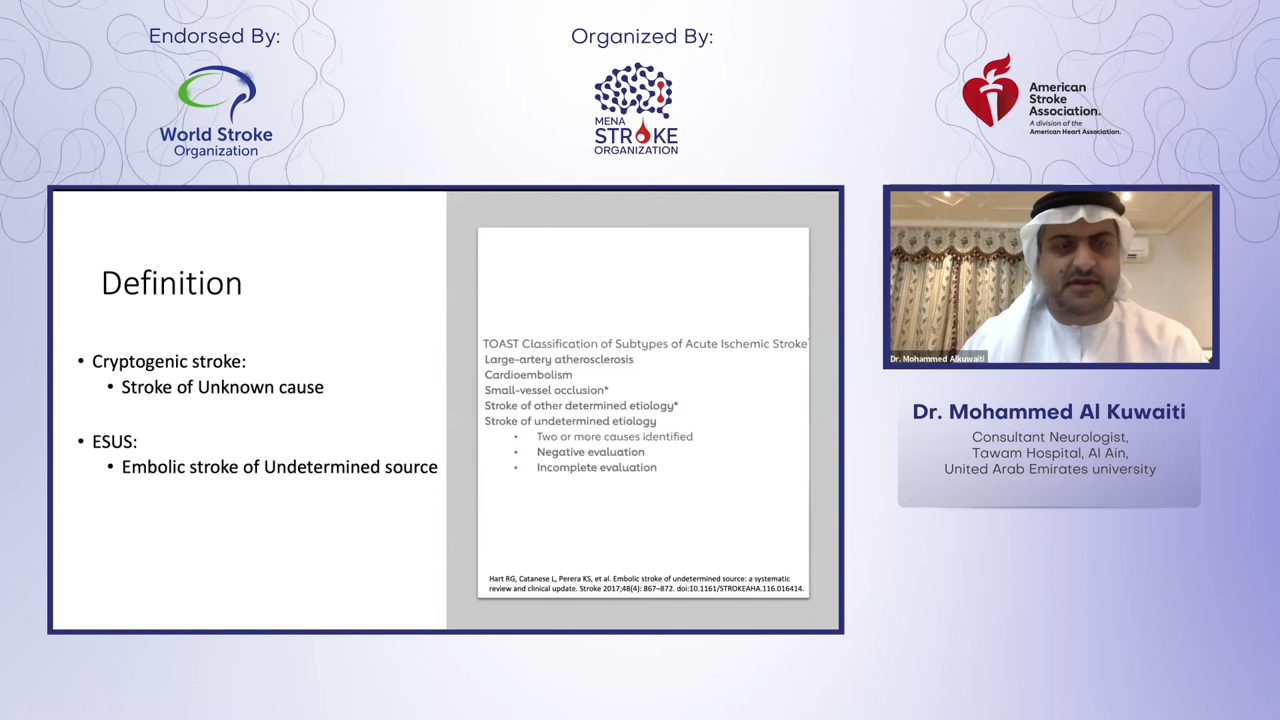 Endorsed By:
World Stroke
Organization
Organized By:
MENA
STROKE
ORGANIZATION
American
Stroke
Association.
A division of the
American Heart Association.
Definition
• Cryptogenic stroke:
• Stroke of Unknown cause
• ESUS:
• Embolic stroke of Undetermined source
TOAST Classification of Subtypes of Acute Ischemic Stroke
Large-artery atherosclerosis
Cardioembolism
Small-vessel occlusion*
Stroke of other determined etiology*
Stroke of undetermined etiology
• Two or more causes identified
• Negative evaluation
• Incomplete evaluation
Hart RG, Catanese L, Perera KS, et al. Embolic stroke of undetermined source: a systematic
review and clinical update. Stroke 2017;48(4): 867–872. doi:10.1161/STROKEAHA.116.016414.
Dr. Mohammed Alkuwaiti
Dr. Mohammed Al Kuwaiti
Consultant Neurologist,
Tawam Hospital, Al Ain,
United Arab Emirates university